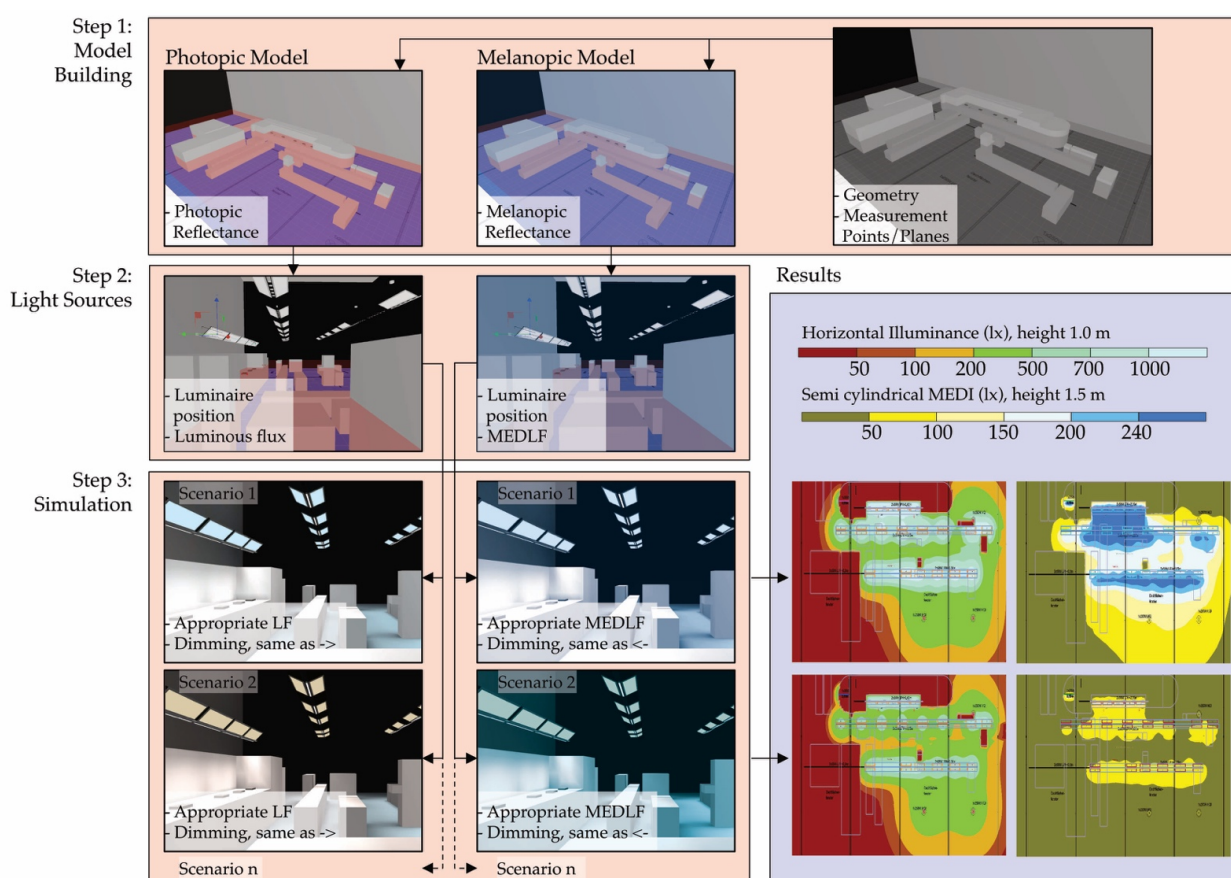 Step 1:
Model
Building
Photopic Model
Melanopic Model
- Photopic
Reflectance
- Melanopic
Reflectance
- Geometry
- Measurement
Points/Planes
Step 2:
Light Sources
- Luminaire
position
- Luminous flux
- Luminaire
position
- MEDLF
Results
Horizontal Illuminance (lx), height 1.0 m
50 100 200 500 700 1000
Semi cylindrical MEDI (lx), height 1.5 m
50 100 150 200 240
Step 3:
Simulation
Scenario 1
- Appropriate LF
- Dimming, same as ->
Scenario 1
- Appropriate MEDLF
- Dimming, same as <-
Scenario 2
- Appropriate LF
- Dimming, same as ->
Scenario 2
- Appropriate MEDLF
- Dimming, same as <-
Scenario n
Scenario n